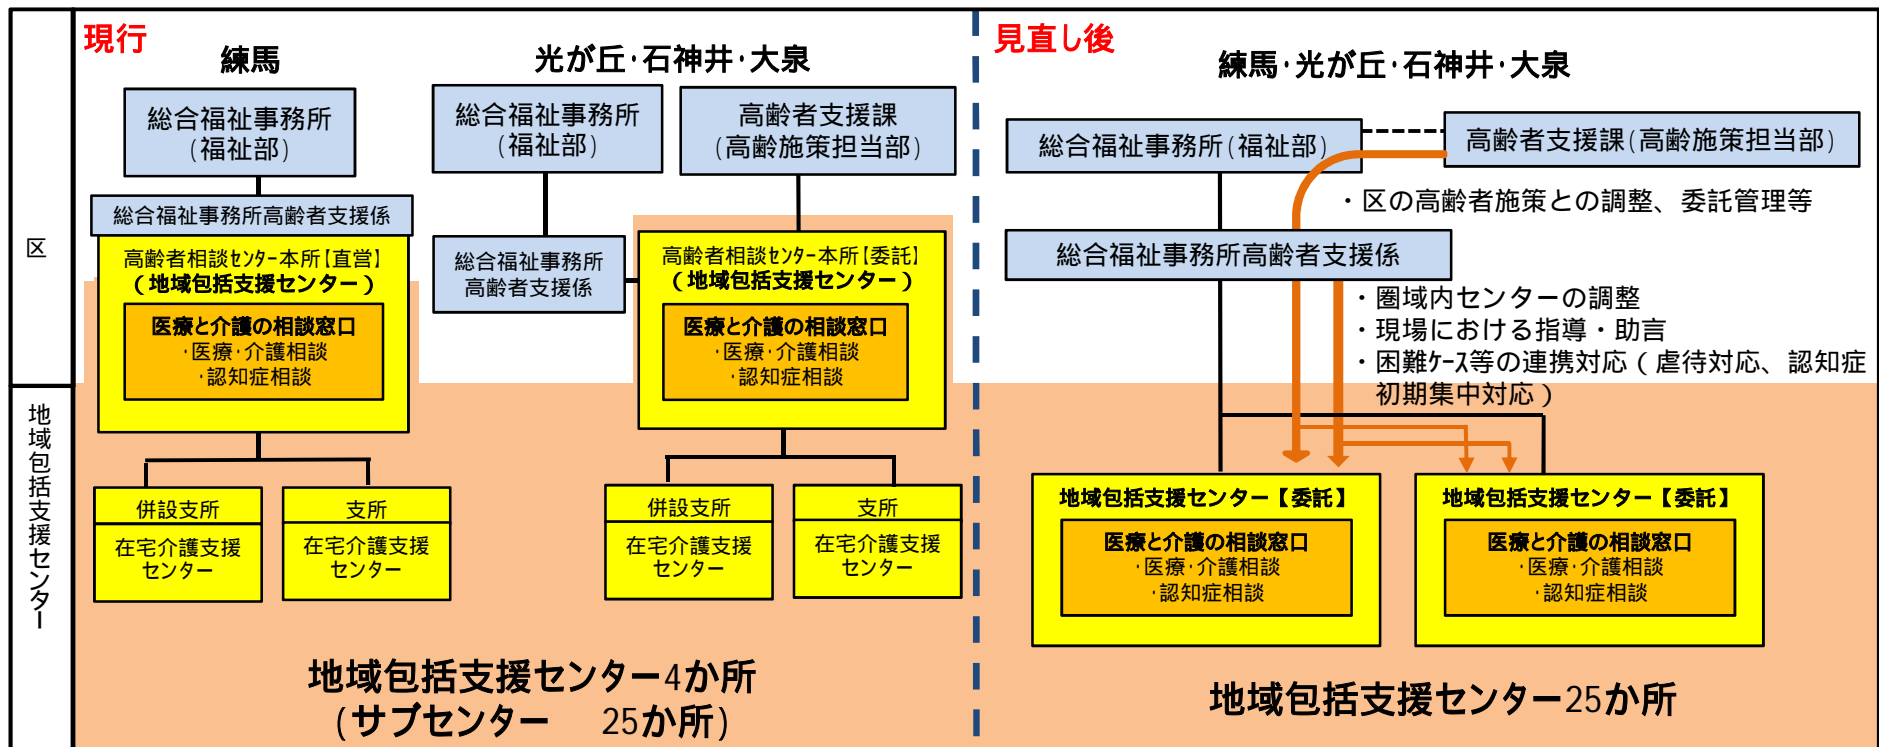 現行
練馬
総合福祉事務所
(福祉部)
総合福祉事務所高齢者支援係
高齢者相談センター本所【直営】
(地域包括支援センター)
医療と介護の相談窓口
・医療・介護相談
・認知症相談
併設支所
在宅介護支援
センター
支所
在宅介護支援
センター
光が丘・石神井・大泉
総合福祉事務所
(福祉部)
高齢者支援課
(高齢施策担当部)
総合福祉事務所
高齢者支援係
高齢者相談センター本所【委託】
(地域包括支援センター)
医療と介護の相談窓口
・医療・介護相談
・認知症相談
併設支所
在宅介護支援
センター
支所
在宅介護支援
センター
地域包括支援センター4か所
(サブセンター 25か所)
見直し後
練馬・光が丘・石神井・大泉
総合福祉事務所(福祉部)
高齢者支援課(高齢施策担当部)
・区の高齢者施策との調整、委託管理等
総合福祉事務所高齢者支援係
・圏域内センターの調整
・現場における指導・助言
・困難ケース等の連携対応(虐待対応、認知症
初期集中対応)
地域包括支援センター【委託】
医療と介護の相談窓口
・医療・介護相談
・認知症相談
地域包括支援センター【委託】
医療と介護の相談窓口
・医療・介護相談
・認知症相談
地域包括支援センター25か所
区
地域包括支援センター